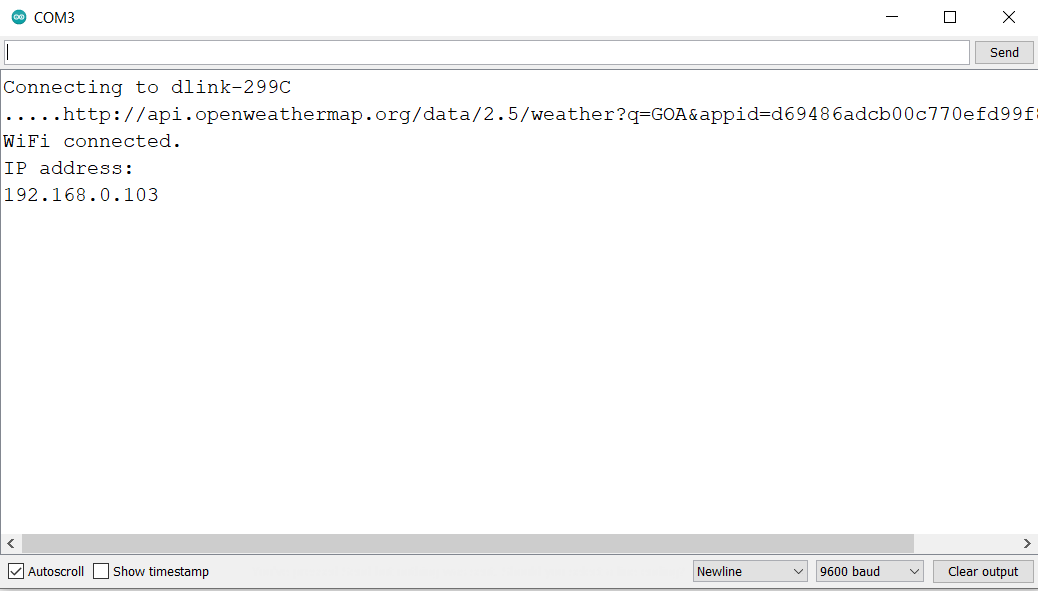 COM3
Send
Connecting to dlink-299C
.....http://api.openweathermap.org/data/2.5/weather?q=GOA&appid=d69486adcb00c770efd99f
WiFi connected.
IP address:
192.168.0.103
Autoscroll Show timestamp Newline 9600 baud Clear output